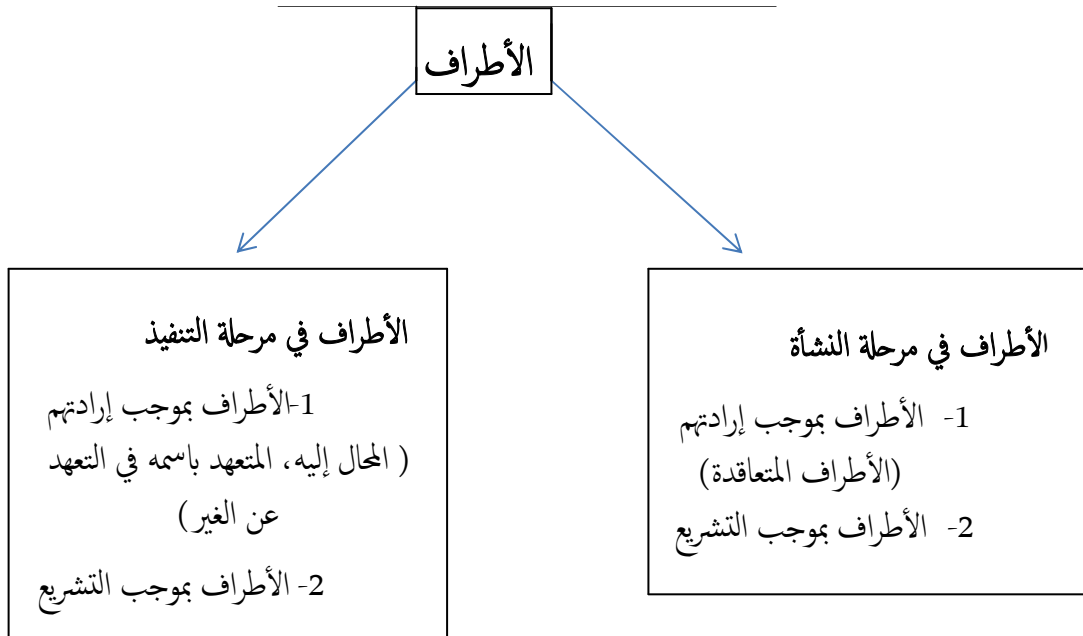 الأطراف
الأطراف في مرحلة النشأة
1- الأطراف بموجب إرادتهم
(الأطراف المتعاقدة)
2- الأطراف بموجب التشريع
الأطراف في مرحلة التنفيذ
1-الأطراف بموجب إرادتهم
( المحال إليه، المتعهد باسمه في التعهد
عن الغير )
2- الأطراف بموجب التشريع